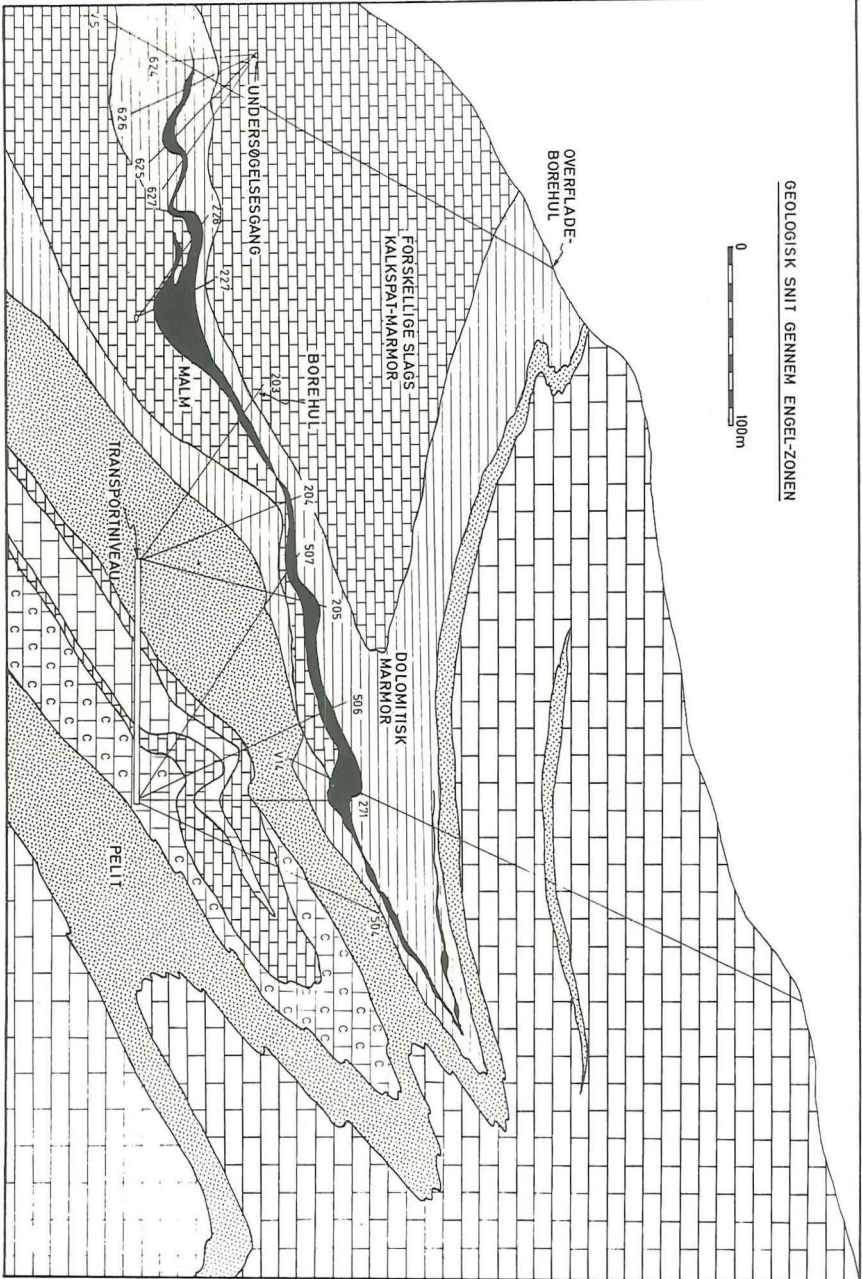 GEOLOGISK SNIT GENNEM ENGEL-ZONEN
0
100m
OVERFLADE-
BOREHUL
FORSKELLIGE SLAGS
KALKSPAT-MARMOR
DOLOMITISK
MARMOR
UNDERSØGELSESGANG
BOREHUL
MALM
TRANSPORTNIVEAU
PELIT
624
626
625
627
228
227
203
204
507
205
506
V14
271
504
C C C C C C
C C C C C C
C C C C C
C C C C C
C C C C C